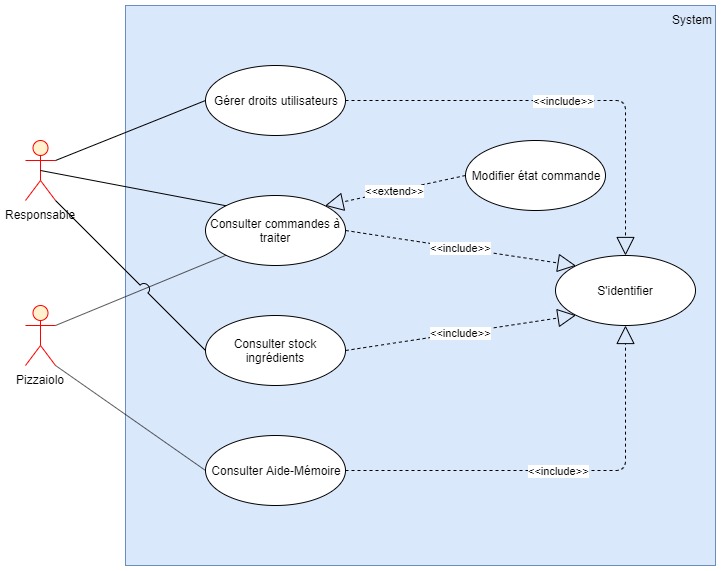 System
Gérer droits utilisateurs
<<include>>
Modifier état commande
<<extend>>
Responsable
Consulter commandes à
traiter
<<include>>
S'identifier
<<include>>
Consulter stock
ingrédients
Pizzaiolo
Consulter Aide-Mémoire
<<include>>